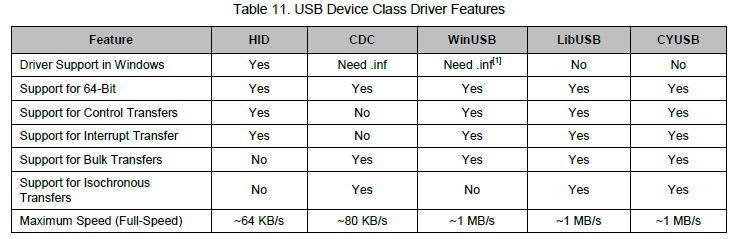 Table 11. USB Device Class Driver Features
Feature HID CDC WinUSB LibUSB CYUSB
Driver Support in Windows Yes Need .inf Need .inf[1] No No
Support for 64-Bit Yes Yes Yes Yes Yes
Support for Control Transfers Yes No Yes Yes Yes
Support for Interrupt Transfer Yes No Yes Yes Yes
Support for Bulk Transfers No Yes Yes Yes Yes
Support for Isochronous
Transfers No Yes No Yes Yes
Maximum Speed (Full-Speed) ~64 KB/s ~80 KB/s ~1 MB/s ~1 MB/s ~1 MB/s